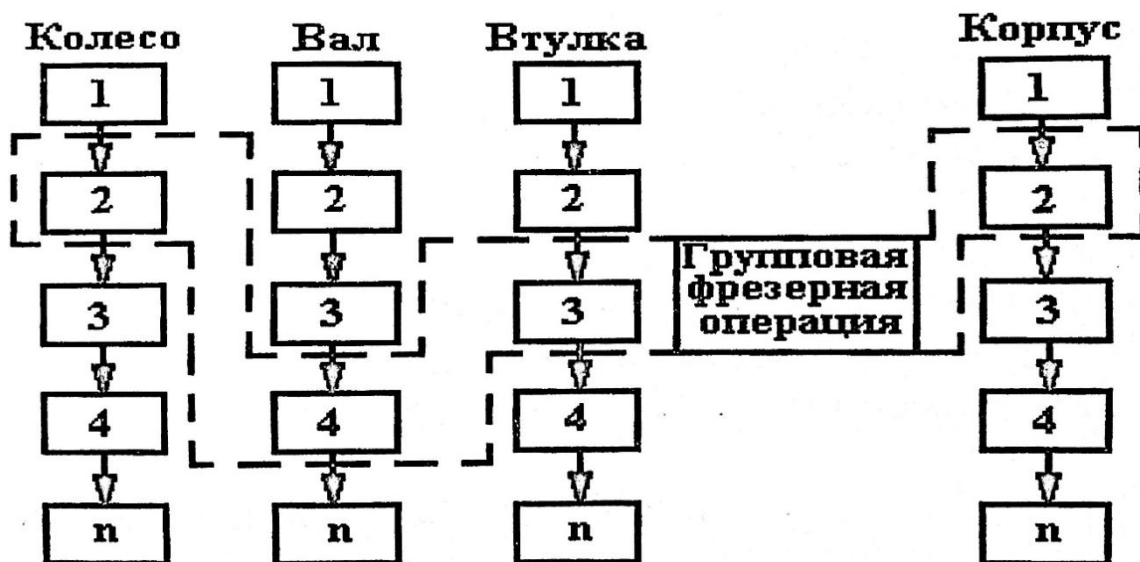 Колесо Вал Втулка Корпус
1 1 1 1
2 2 2 2
Групповая
фрезерная
операция
3 3 3 3
4 4 4 4
n n n n